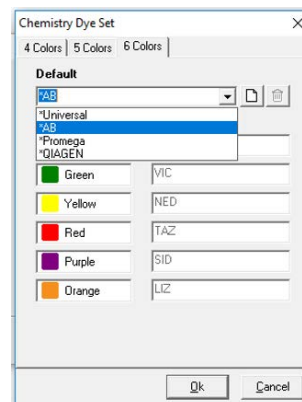 Chemistry Dye Set
4 Colors 5 Colors 6 Colors
Default
*AB
*Universal
*AB
*Promega
*QIAGEN
Green VIC
Yellow NED
Red TAZ
Purple SID
Orange LIZ
Ok Cancel